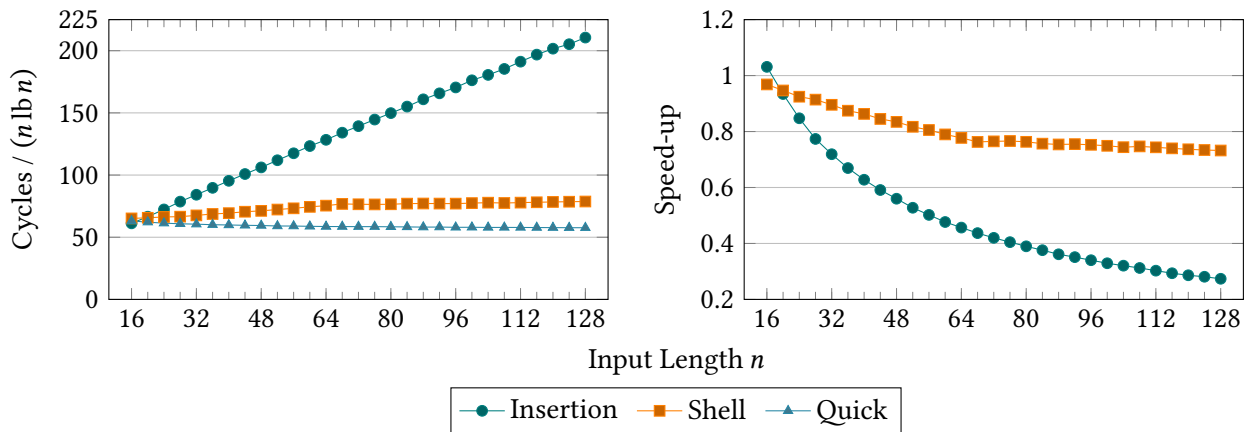 Cycles / (n lb n)
225
200
150
100
50
0
16 32 48 64 80 96 112 128
Speed-up
1.2
1
0.8
0.6
0.4
0.2
16 32 48 64 80 96 112 128
Input Length n
Insertion Shell Quick